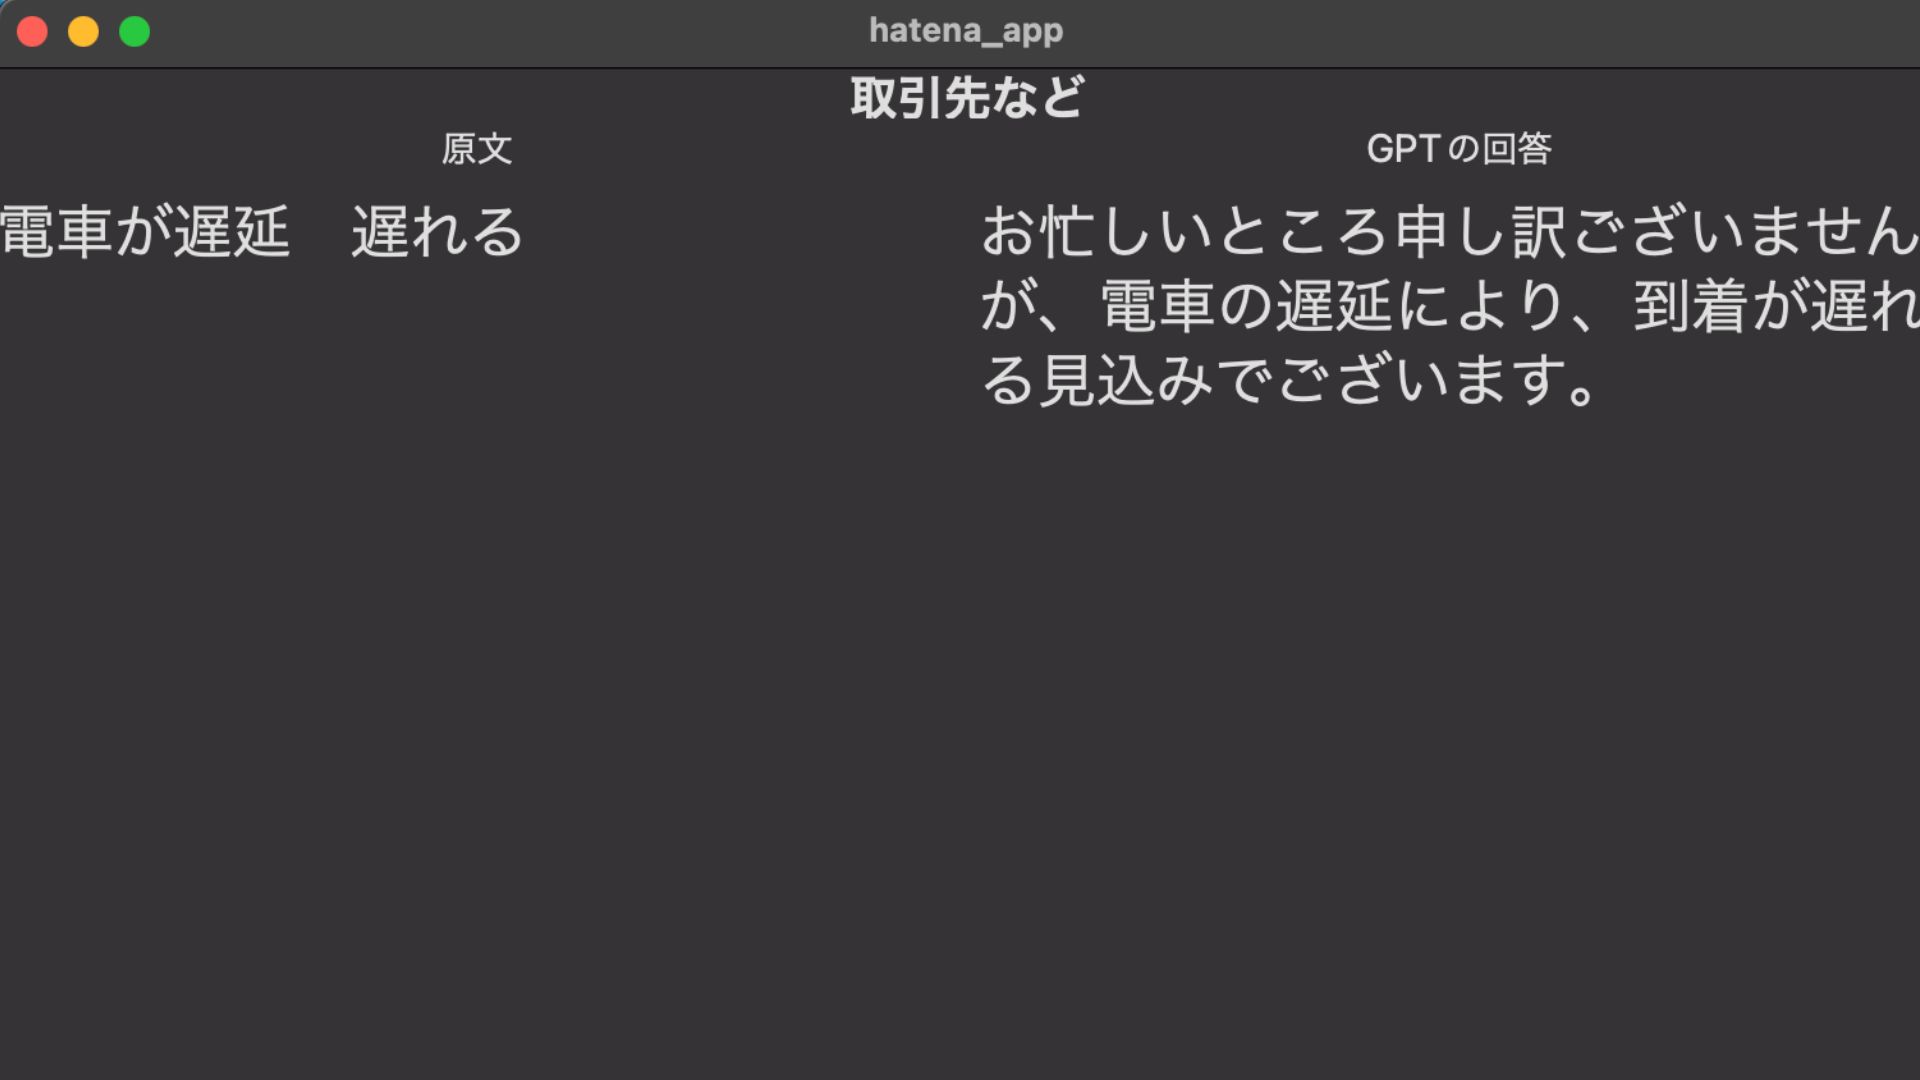 hatena_app
取引先など
原文
GPTの回答
電車が遅延　遅れる
お忙しいところ申し訳ございません
が、電車の遅延により、到着が遅れ
る見込みでございます。